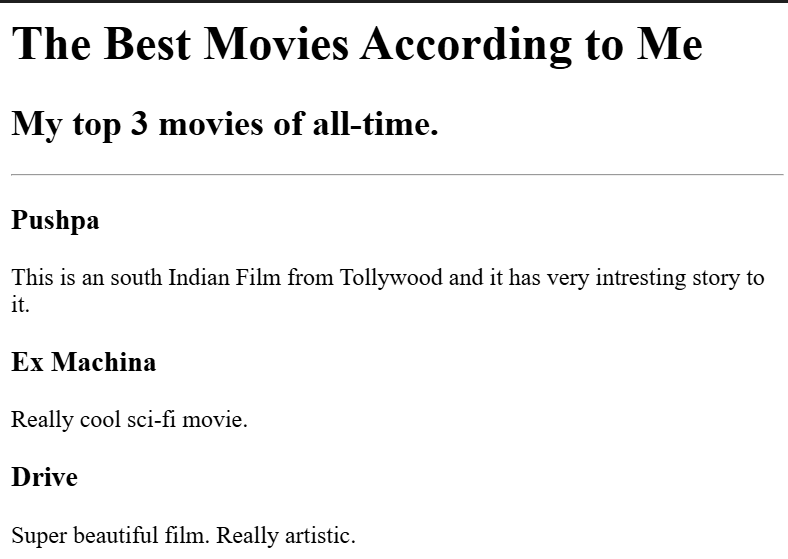 The Best Movies According to Me
My top 3 movies of all-time.
Pushpa
This is an south Indian Film from Tollywood and it has very intresting story to
it.
Ex Machina
Really cool sci-fi movie.
Drive
Super beautiful film. Really artistic.